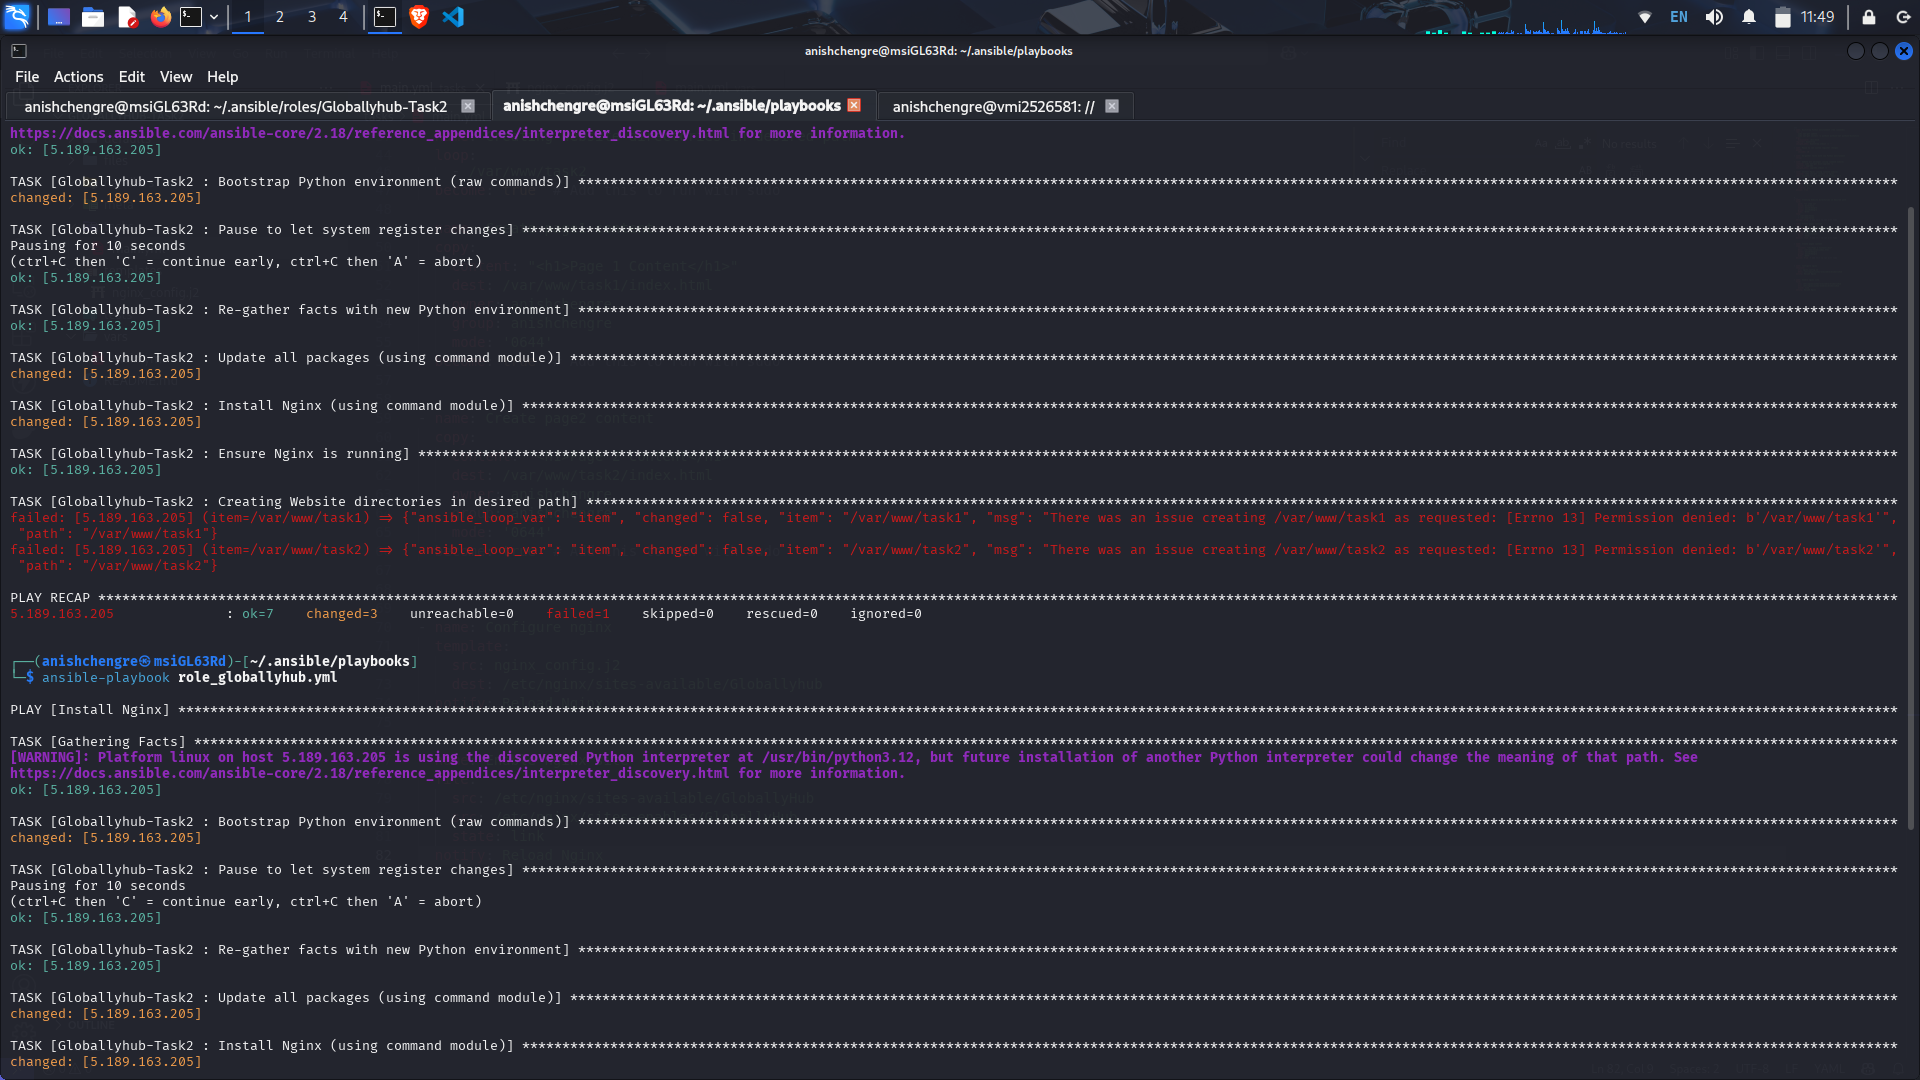 1 2 3 4
EN 11:49
anishchengre@msiGL63Rd: ~/.ansible/playbooks
File Actions Edit View Help
anishchengre@msiGL63Rd: ~/.ansible/roles/Globallyhub-Task2
anishchengre@msiGL63Rd: ~/.ansible/playbooks
anishchengre@vmi2526581: //
https://docs.ansible.com/ansible-core/2.18/reference_appendices/interpreter_discovery.html for more information.
ok: [5.189.163.205]
TASK [Globallyhub-Task2 : Bootstrap Python environment (raw commands)]
changed: [5.189.163.205]
TASK [Globallyhub-Task2 : Pause to let system register changes]
Pausing for 10 seconds
(ctrl+C then 'C' = continue early, ctrl+C then 'A' = abort)
ok: [5.189.163.205]
TASK [Globallyhub-Task2 : Re-gather facts with new Python environment]
ok: [5.189.163.205]
TASK [Globallyhub-Task2 : Update all packages (using command module)]
changed: [5.189.163.205]
TASK [Globallyhub-Task2 : Install Nginx (using command module)]
changed: [5.189.163.205]
TASK [Globallyhub-Task2 : Ensure Nginx is running]
ok: [5.189.163.205]
TASK [Globallyhub-Task2 : Creating Website directories in desired path]
failed: [5.189.163.205] (item=/var/www/task1) => {"ansible_loop_var": "item", "changed": false, "item": "/var/www/task1", "msg": "There was an issue creating /var/www/task1 as requested: [Errno 13] Permission denied: b'/var/www/task1'",
"path": "/var/www/task1"}
failed: [5.189.163.205] (item=/var/www/task2) => {"ansible_loop_var": "item", "changed": false, "item": "/var/www/task2", "msg": "There was an issue creating /var/www/task2 as requested: [Errno 13] Permission denied: b'/var/www/task2'",
"path": "/var/www/task2"}
PLAY RECAP
5.189.163.205 : ok=7 changed=3 unreachable=0 failed=1 skipped=0 rescued=0 ignored=0
┌──(anishchengre㉿msiGL63Rd)-[~/.ansible/playbooks]
└─$ ansible-playbook role_globallyhub.yml
PLAY [Install Nginx]
TASK [Gathering Facts]
[WARNING]: Platform linux on host 5.189.163.205 is using the discovered Python interpreter at /usr/bin/python3.12, but future installation of another Python interpreter could change the meaning of that path. See
https://docs.ansible.com/ansible-core/2.18/reference_appendices/interpreter_discovery.html for more information.
ok: [5.189.163.205]
TASK [Globallyhub-Task2 : Bootstrap Python environment (raw commands)]
changed: [5.189.163.205]
TASK [Globallyhub-Task2 : Pause to let system register changes]
Pausing for 10 seconds
(ctrl+C then 'C' = continue early, ctrl+C then 'A' = abort)
ok: [5.189.163.205]
TASK [Globallyhub-Task2 : Re-gather facts with new Python environment]
ok: [5.189.163.205]
TASK [Globallyhub-Task2 : Update all packages (using command module)]
changed: [5.189.163.205]
TASK [Globallyhub-Task2 : Install Nginx (using command module)]
changed: [5.189.163.205]